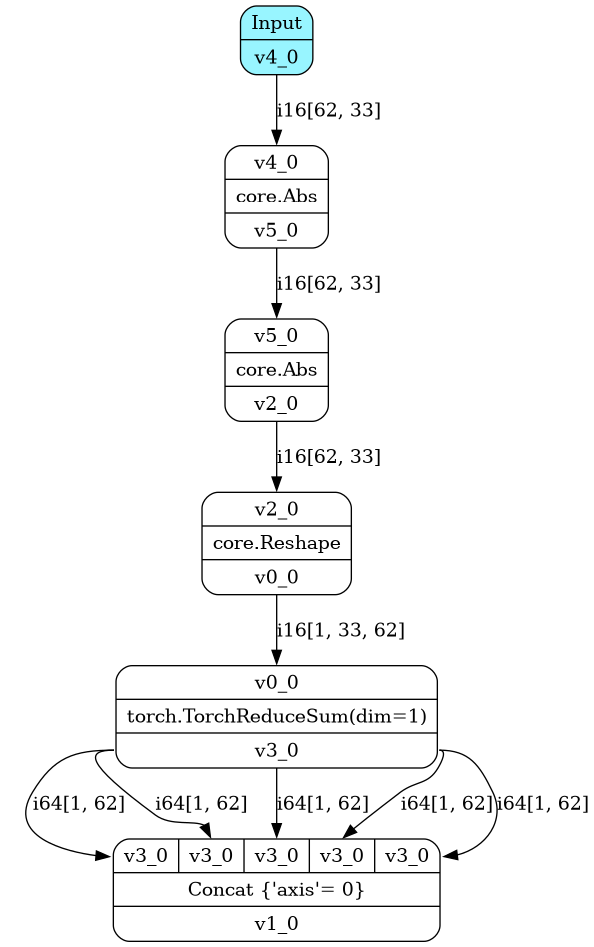 Input
v4_0
i16[62, 33]
v4_0
core.Abs
v5_0
i16[62, 33]
v5_0
core.Abs
v2_0
i16[62, 33]
v2_0
core.Reshape
v0_0
i16[1, 33, 62]
v0_0
torch.TorchReduceSum(dim=1)
v3_0
i64[1, 62] i64[1, 62] i64[1, 62] i64[1, 62] i64[1, 62]
v3_0 v3_0 v3_0 v3_0 v3_0
Concat {'axis'= 0}
v1_0